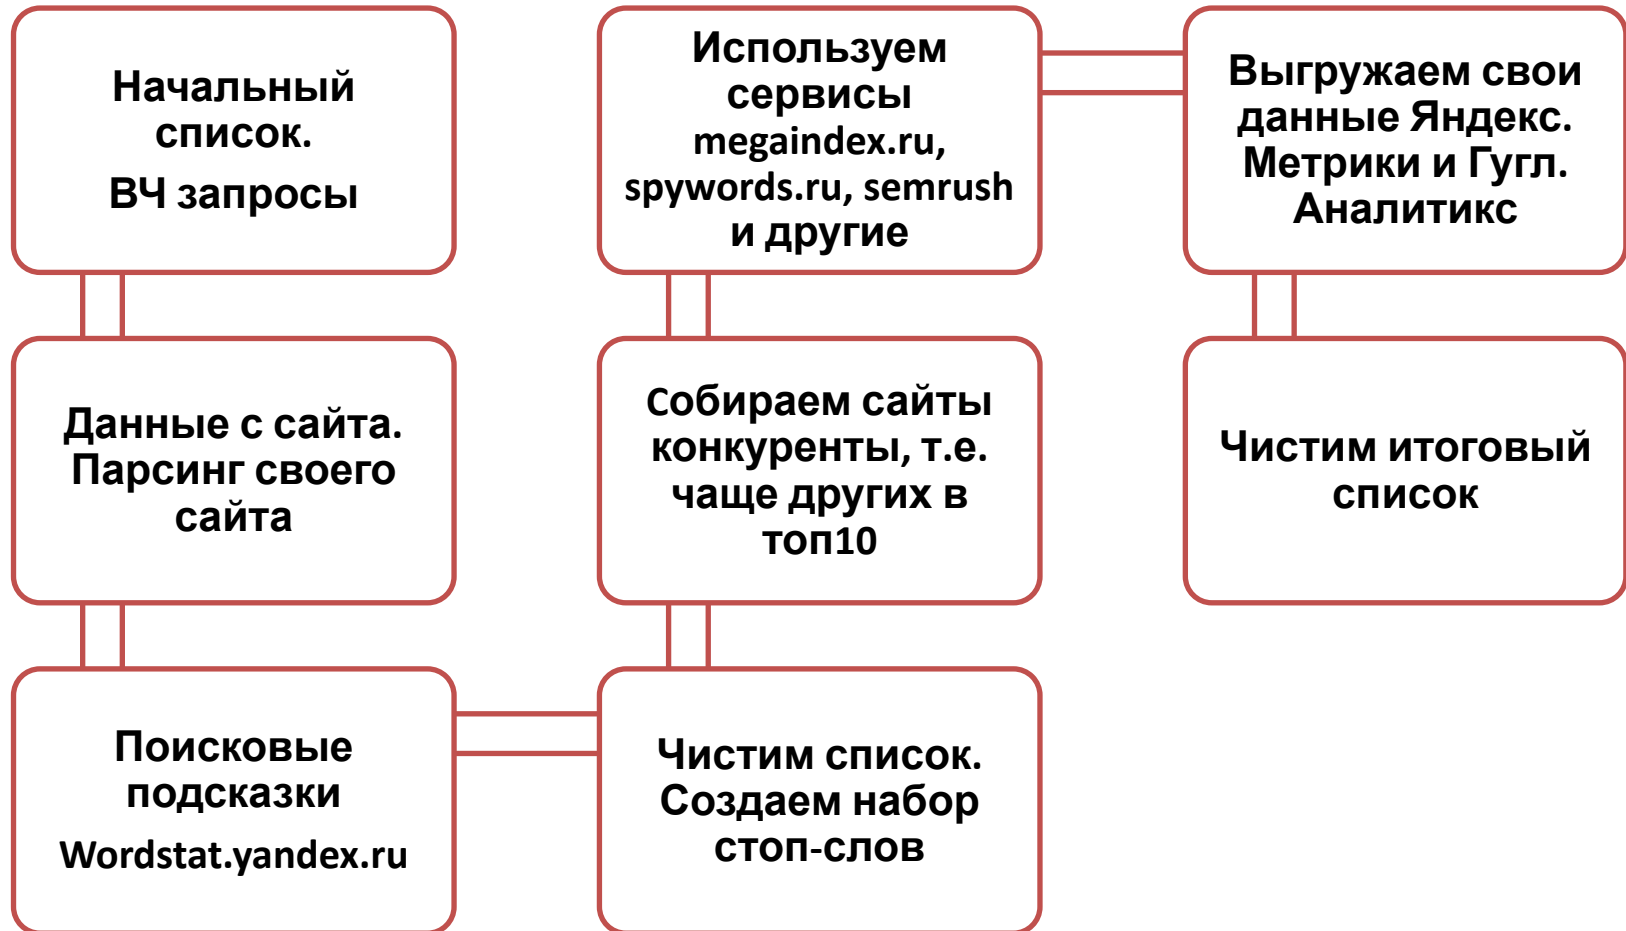 Начальный
список.
ВЧ запросы
Данные с сайта.
Парсинг своего
сайта
Поисковые
подсказки
Wordstat.yandex.ru
Чистим список.
Создаем набор
стоп-слов
Собираем сайты
конкуренты, т.е.
чаще других в
топ10
Используем
сервисы
megaindex.ru,
spywords.ru, semrush
и другие
Выгружаем свои
данные Яндекс.
Метрики и Гугл.
Аналитикс
Чистим итоговый
список